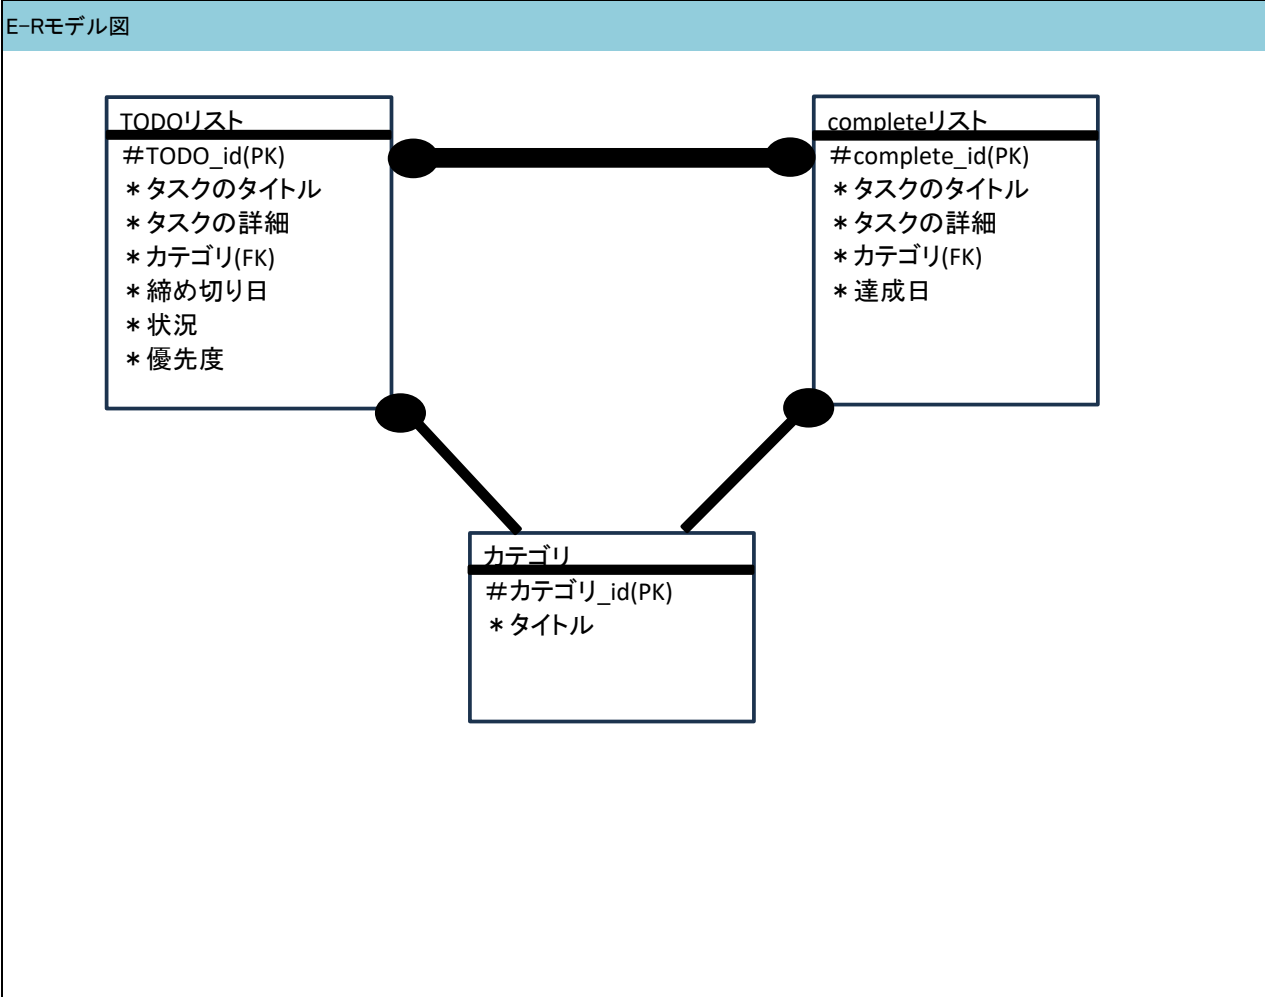 E-Rモデル図
TODOリスト
#TODO_id(PK)
*タスクのタイトル
*タスクの詳細
*カテゴリ(FK)
*締め切り日
*状況
*優先度
completeリスト
#complete_id(PK)
*タスクのタイトル
*タスクの詳細
*カテゴリ(FK)
*達成日
カテゴリ
#カテゴリ_id(PK)
*タイトル